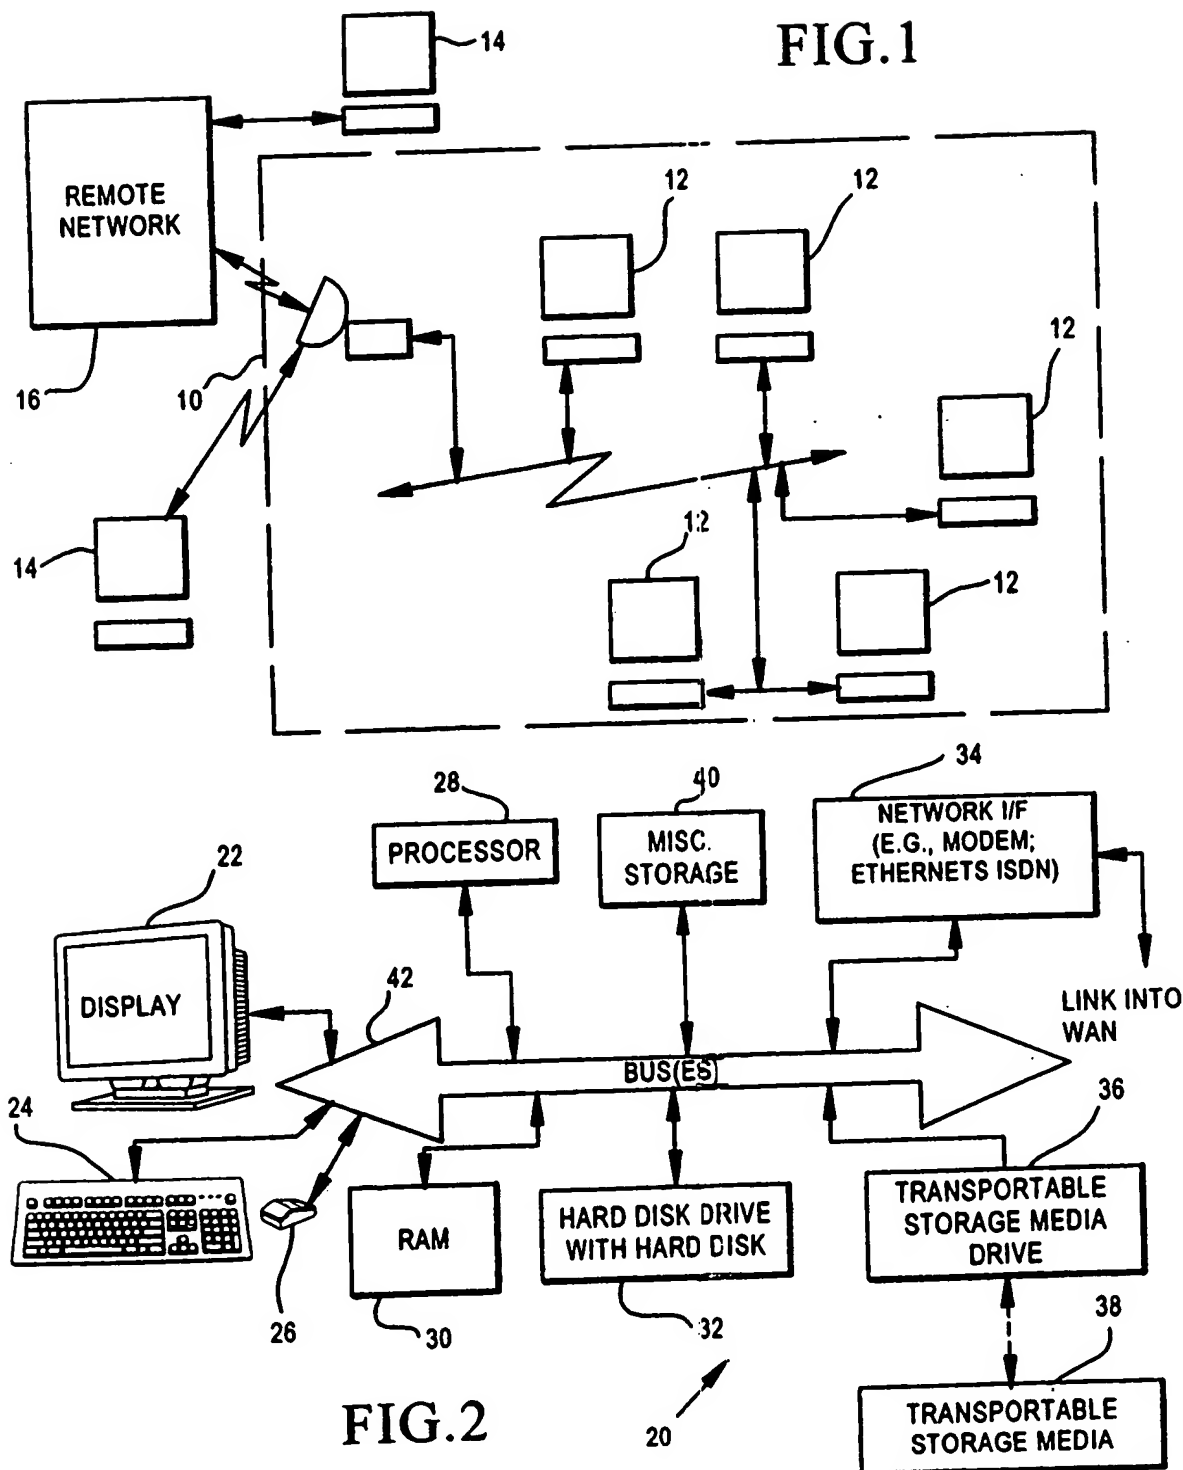 FIG.1
14
REMOTE
NETWORK
12
12
12
16
10
14
12
12
28
40
34
PROCESSOR
MISC.
STORAGE
NETWORK I/F
(E.G., MODEM;
ETHERNETS ISDN)
22
DISPLAY
42
LINK INTO
WAN
BUS(ES)
24
36
RAM
HARD DISK DRIVE
WITH HARD DISK
TRANSPORTABLE
STORAGE MEDIA
DRIVE
26
30
32
38
FIG.2
20
TRANSPORTABLE
STORAGE MEDIA